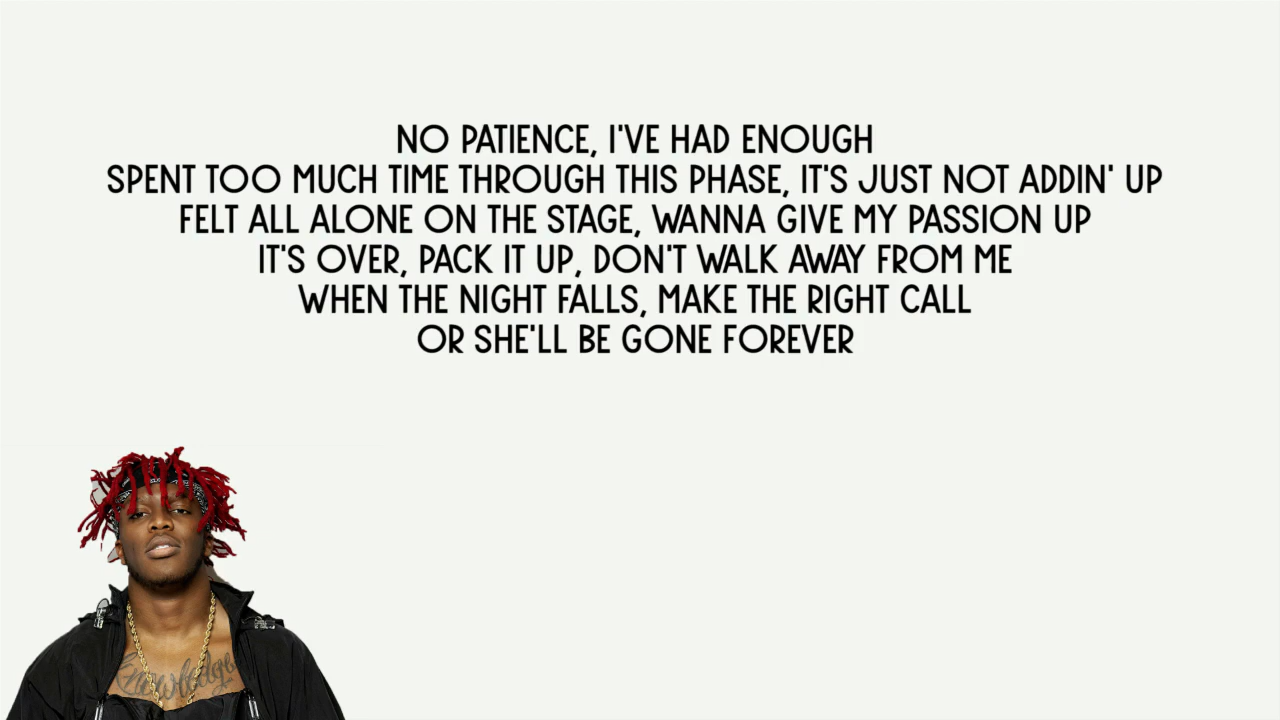 NO PATIENCE, I'VE HAD ENOUGH
SPENT TOO MUCH TIME THROUGH THIS PHASE, IT'S JUST NOT ADDIN' UP
FELT ALL ALONE ON THE STAGE, WANNA GIVE MY PASSION UP
IT'S OVER, PACK IT UP, DON'T WALK AWAY FROM ME
WHEN THE NIGHT FALLS, MAKE THE RIGHT CALL
OR SHE'LL BE GONE FOREVER
Knowledge